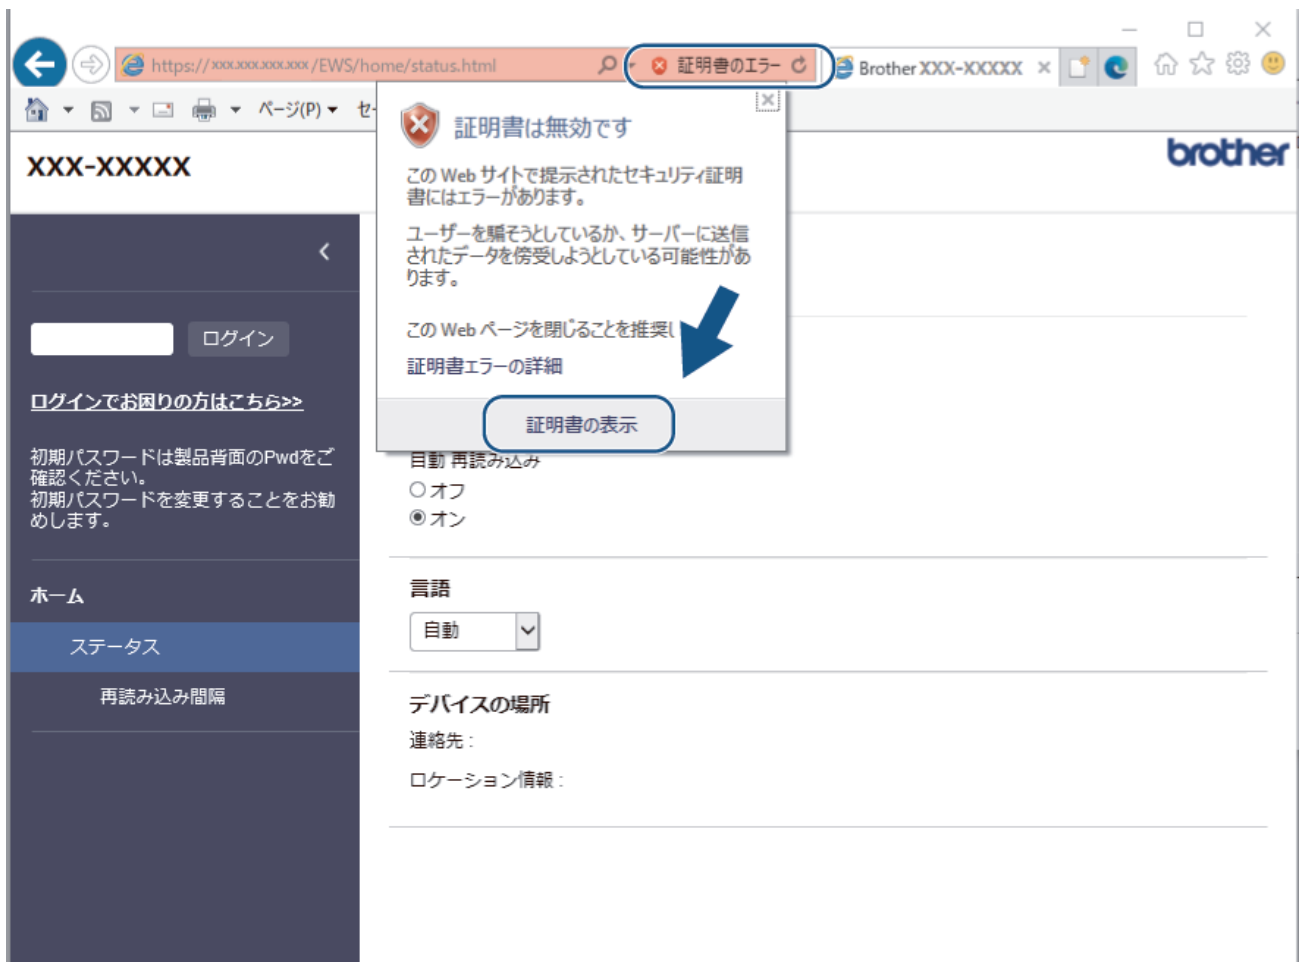 https://xxx.xxx.xxx.xxx/EWS/home/status.html
証明書のエラー
Brother XXX-XXXXX
ページ(P)
セ
証明書は無効です
この Web サイトで提示されたセキュリティ証明
書にはエラーがあります。
ユーザーを騙そうとしているか、サーバーに送信
されたデータを傍受しようとしている可能性があ
ります。
この Web ページを閉じることを推奨し
証明書エラーの詳細
証明書の表示
XXX-XXXXX
brother
ログイン
ログインでお困りの方はこちら>>
初期パスワードは製品背面のPwdをご
確認ください。
初期パスワードを変更することをお勧
めします。
ホーム
ステータス
再読み込み間隔
自動 再読み込み
オフ
オン
言語
自動
デバイスの場所
連絡先 :
ロケーション情報 :